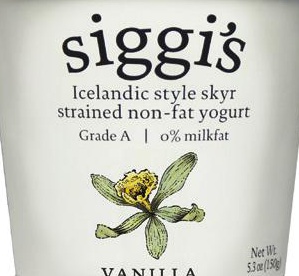 siggi's
Icelandic style skyr
strained non-fat yogurt
Grade A | 0% milkfat
VANILLA
Net Wt.
5.3 oz (150g)